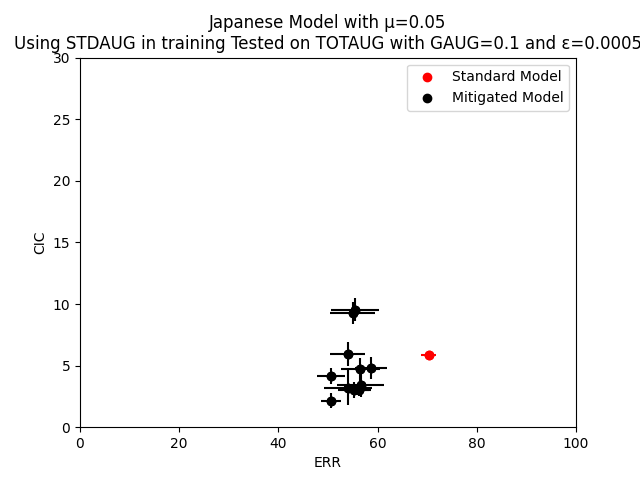 Japanese Model with μ=0.05
Using STDAUG in training Tested on TOTAUG with GAUG=0.1 and ε=0.0005
30
25
20
15
10
5
0
CIC
Standard Model
Mitigated Model
0 20 40 60 80 100
ERR